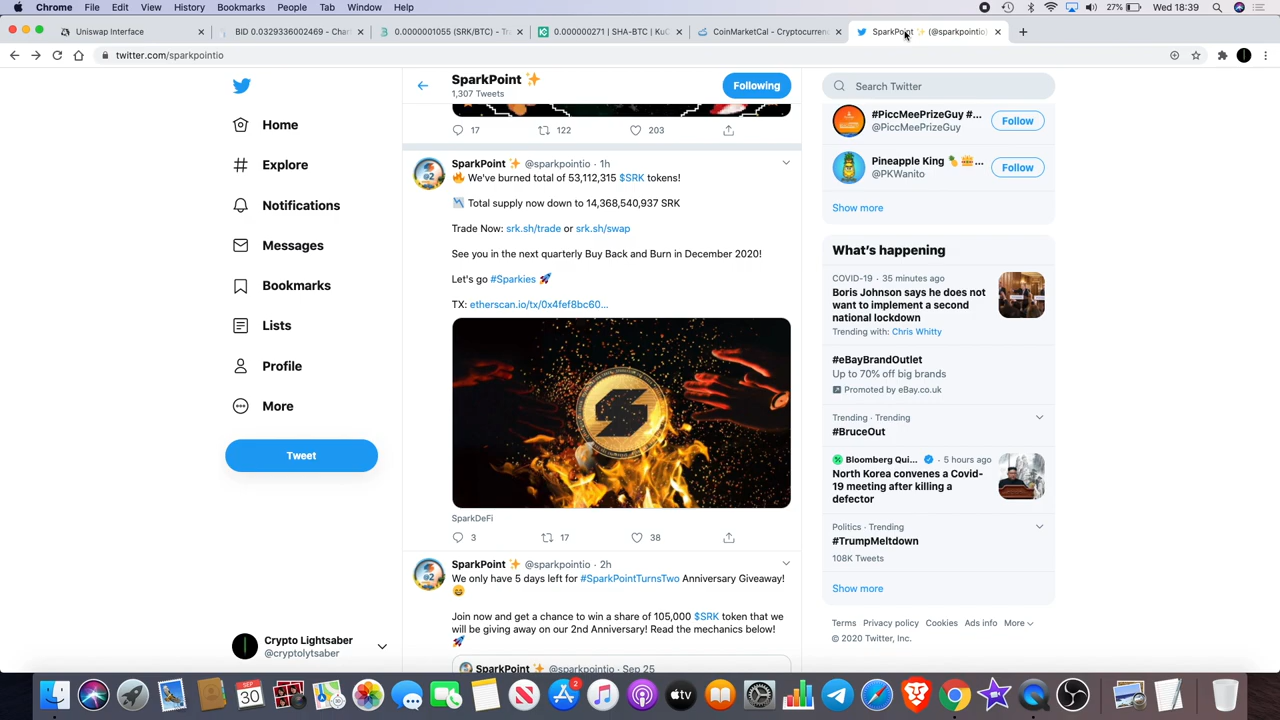 Chrome File Edit View History Bookmarks People Tab Window Help 27% Wed 18:39
Uniswap Interface BID 0.0329336002469 - Char 0.0000001055 (SRK/BTC) - Tr 0.000000271 | SHA-BTC | KuC CoinMarketCal - Cryptocurren SparkPoint ✨ (@sparkpointio)
twitter.com/sparkpointio
SparkPoint ✨
1,307 Tweets
Following
17 122 203
Home
Explore
Notifications
Messages
Bookmarks
Lists
Profile
More
Tweet
Crypto Lightsaber
@cryptolytsaber
SparkPoint ✨ @sparkpointio · 1h
🔥 We've burned total of 53,112,315 $SRK tokens!
📉 Total supply now down to 14,368,540,937 SRK
Trade Now: srk.sh/trade or srk.sh/swap
See you in the next quarterly Buy Back and Burn in December 2020!
Let's go #Sparkies 🚀
TX: etherscan.io/tx/0x4fef8bc60...
SparkDeFi
3 17 38
SparkPoint ✨ @sparkpointio · 2h
We only have 5 days left for #SparkPointTurnsTwo Anniversary Giveaway!
😄
Join now and get a chance to win a share of 105,000 $SRK token that we
will be giving away on our 2nd Anniversary! Read the mechanics below!
🚀
SparkPoint ✨ @sparkpointio · Sep 25
Search Twitter
#PiccMeePrizeGuy #...
@PiccMeePrizeGuy
Follow
Pineapple King 🍍 👑...
@PKWanito
Follow
Show more
What's happening
COVID-19 · 35 minutes ago
Boris Johnson says he does not
want to implement a second
national lockdown
Trending with: Chris Whitty
#eBayBrandOutlet
Up to 70% off big brands
Promoted by eBay.co.uk
Trending · Trending
#BruceOut
Bloomberg Qui... · 5 hours ago
North Korea convenes a Covid-
19 meeting after killing a
defector
Politics · Trending
#TrumpMeltdown
108K Tweets
Show more
Terms Privacy policy Cookies Ads info More
© 2020 Twitter, Inc.
SEP
30
2
tv